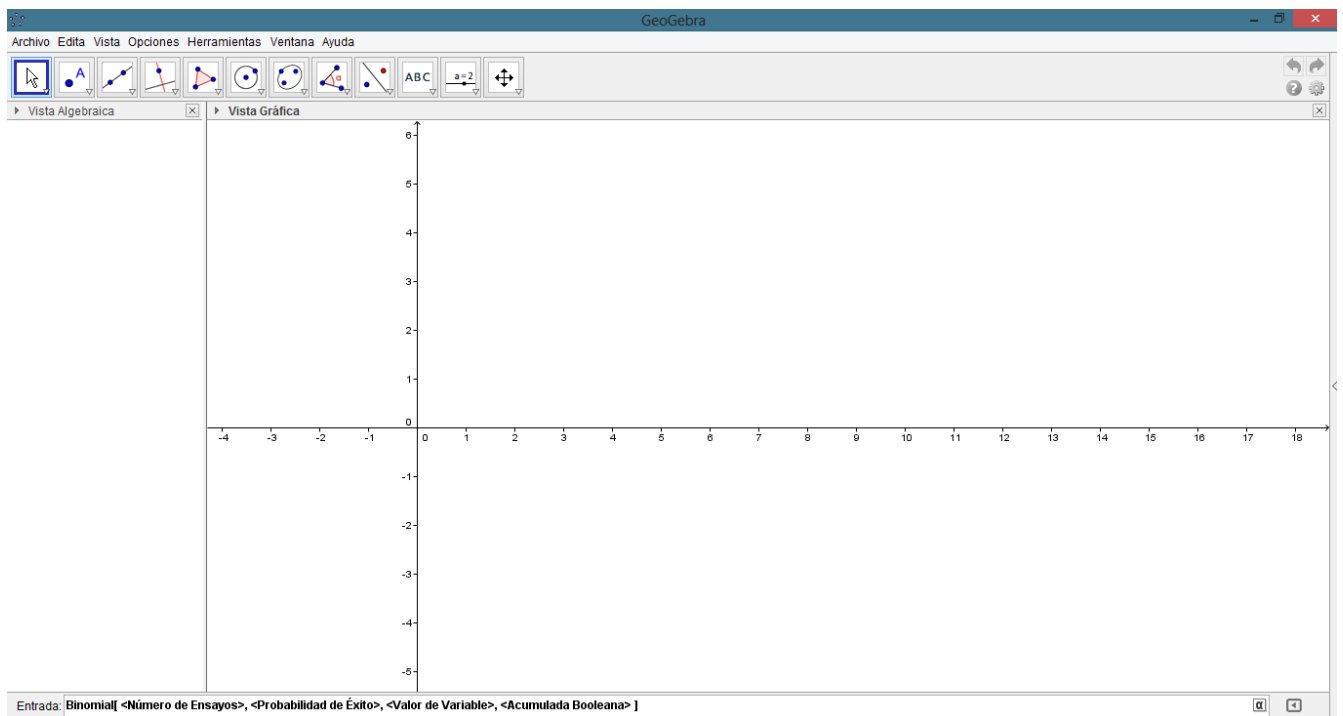 GeoGebra
Archivo Edita Vista Opciones Herramientas Ventana Ayuda
A α ABC a=2
Vista Algebraica Vista Gráfica
6
5
4
3
2
1
0
-4 -3 -2 -1 0 1 2 3 4 5 6 7 8 9 10 11 12 13 14 15 16 17 18
-1
-2
-3
-4
-5
Entrada: Binomial[ <Número de Ensayos>, <Probabilidad de Éxito>, <Valor de Variable>, <Acumulada Booleana> ] α